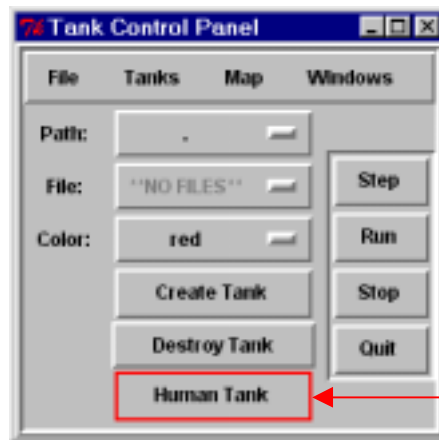 Tank Control Panel
File Tanks Map Windows
Path: .
File: **NO FILES**
Color: red
Create Tank
Destroy Tank
Human Tank
Step
Run
Stop
Quit